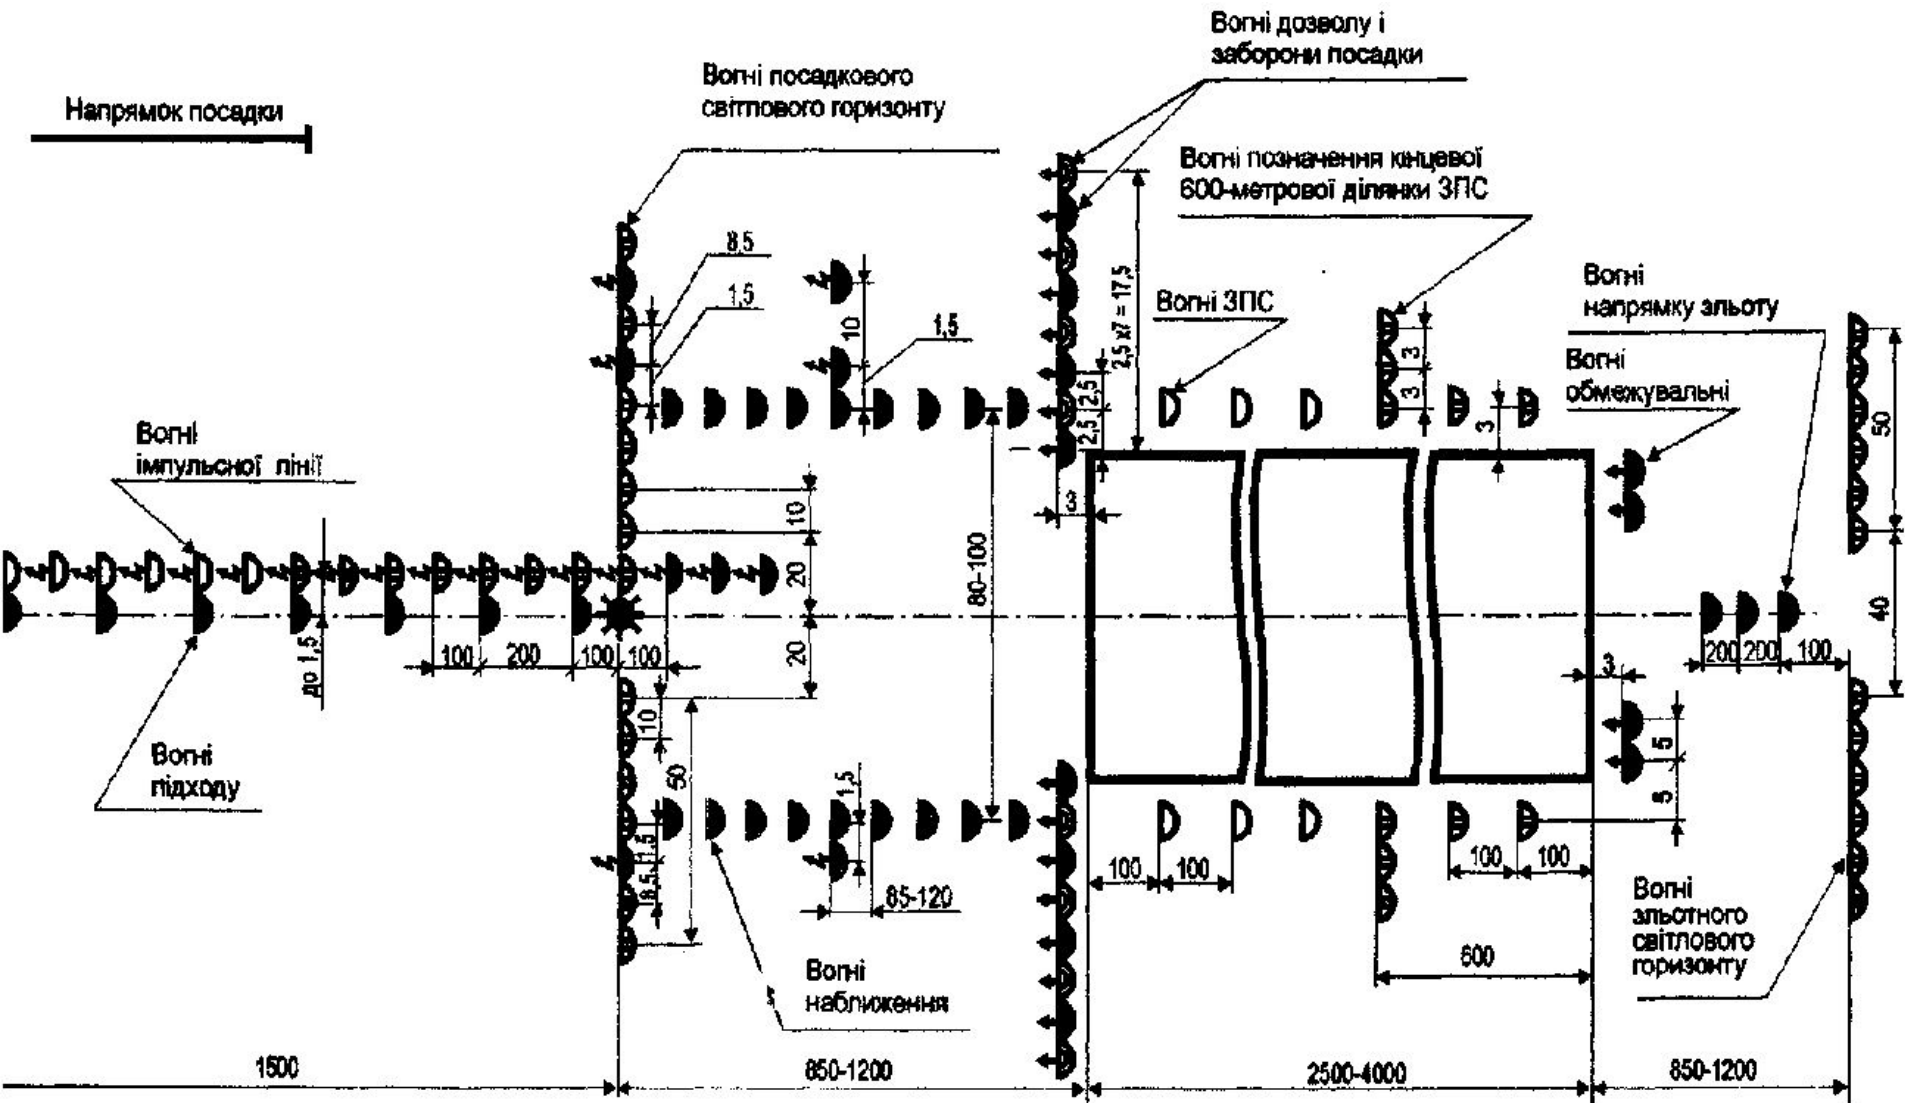 Вогні дозволу і
заборони посадки
Вогні посадкового
світлового горизонту
Напрямок посадки
Вогні позначення кінцевої
600-метрової ділянки ЗПС
8,5
1,5
10
1,5
2,5 x7 = 17,5
Вогні ЗПС
3
3
Вогні
напрямку зльоту
Вогні
обмежувальні
50
2,5
2,5
3
Вогні
імпульсної лінії
10
3
20
80-100
40
до 1,5
100
200
100
100
20
200
200
100
3
10
Вогні
підходу
50
1,5
5
5
1,5
8,5
100
100
100
100
85-120
Вогні
зльотного
світлового
горизонту
Вогні
наближення
600
1500
850-1200
2500-4000
850-1200